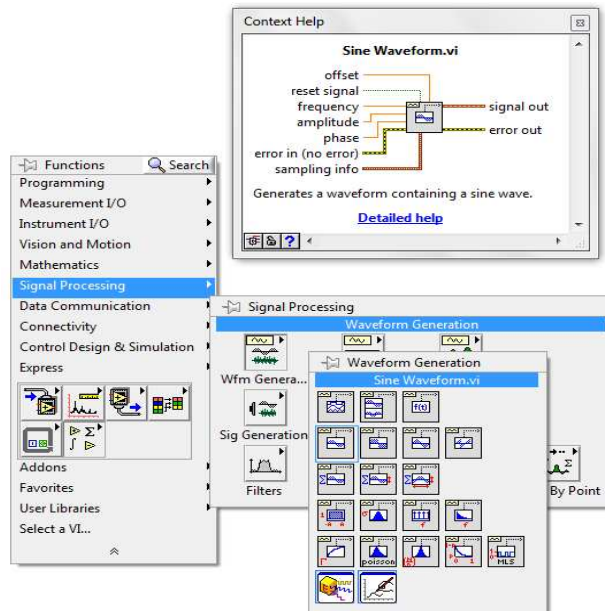 Context Help
Sine Waveform.vi
offset
reset signal
frequency
amplitude
phase
error in (no error)
sampling info
signal out
error out
Generates a waveform containing a sine wave.
Detailed help
?
Functions
Search
Programming
Measurement I/O
Instrument I/O
Vision and Motion
Mathematics
Signal Processing
Data Communication
Connectivity
Control Design & Simulation
Express
Addons
Favorites
User Libraries
Select a VI...
Signal Processing
Waveform Generation
Wfm Genera...
Sig Generation
Filters
By Point
Waveform Generation
Sine Waveform.vi
f(t)
poisson
MLS